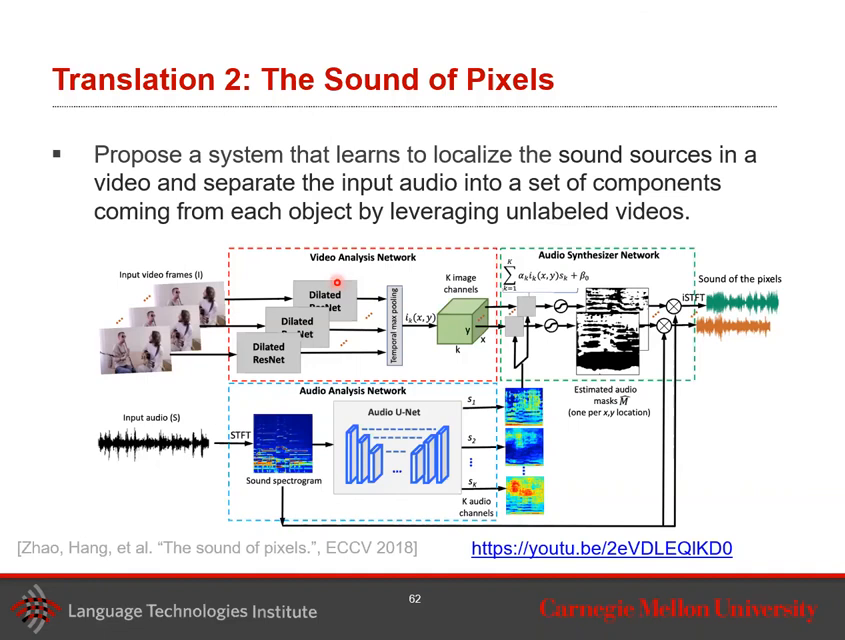 Translation 2: The Sound of Pixels
Propose a system that learns to localize the sound sources in a
video and separate the input audio into a set of components
coming from each object by leveraging unlabeled videos.
Input video frames (I)
Video Analysis Network
Dilated
ResNet
Dilated
ResNet
Dilated
ResNet
Temporal max pooling
i_k(x, y)
K image
channels
y
x
k
Audio Synthesizer Network
\sum_{k=1}^{K} α_k i_k(x, y) s_k + β_0
Estimated audio
masks M̂
(one per x,y location)
iSTFT
Sound of the pixels
Input audio (S)
STFT
Audio Analysis Network
Sound spectrogram
Audio U-Net
...
s_1
s_2
s_K
K audio
channels
[Zhao, Hang, et al. “The sound of pixels.”, ECCV 2018]
https://youtu.be/2eVDLEQlKD0
Language Technologies Institute
62
Carnegie Mellon University